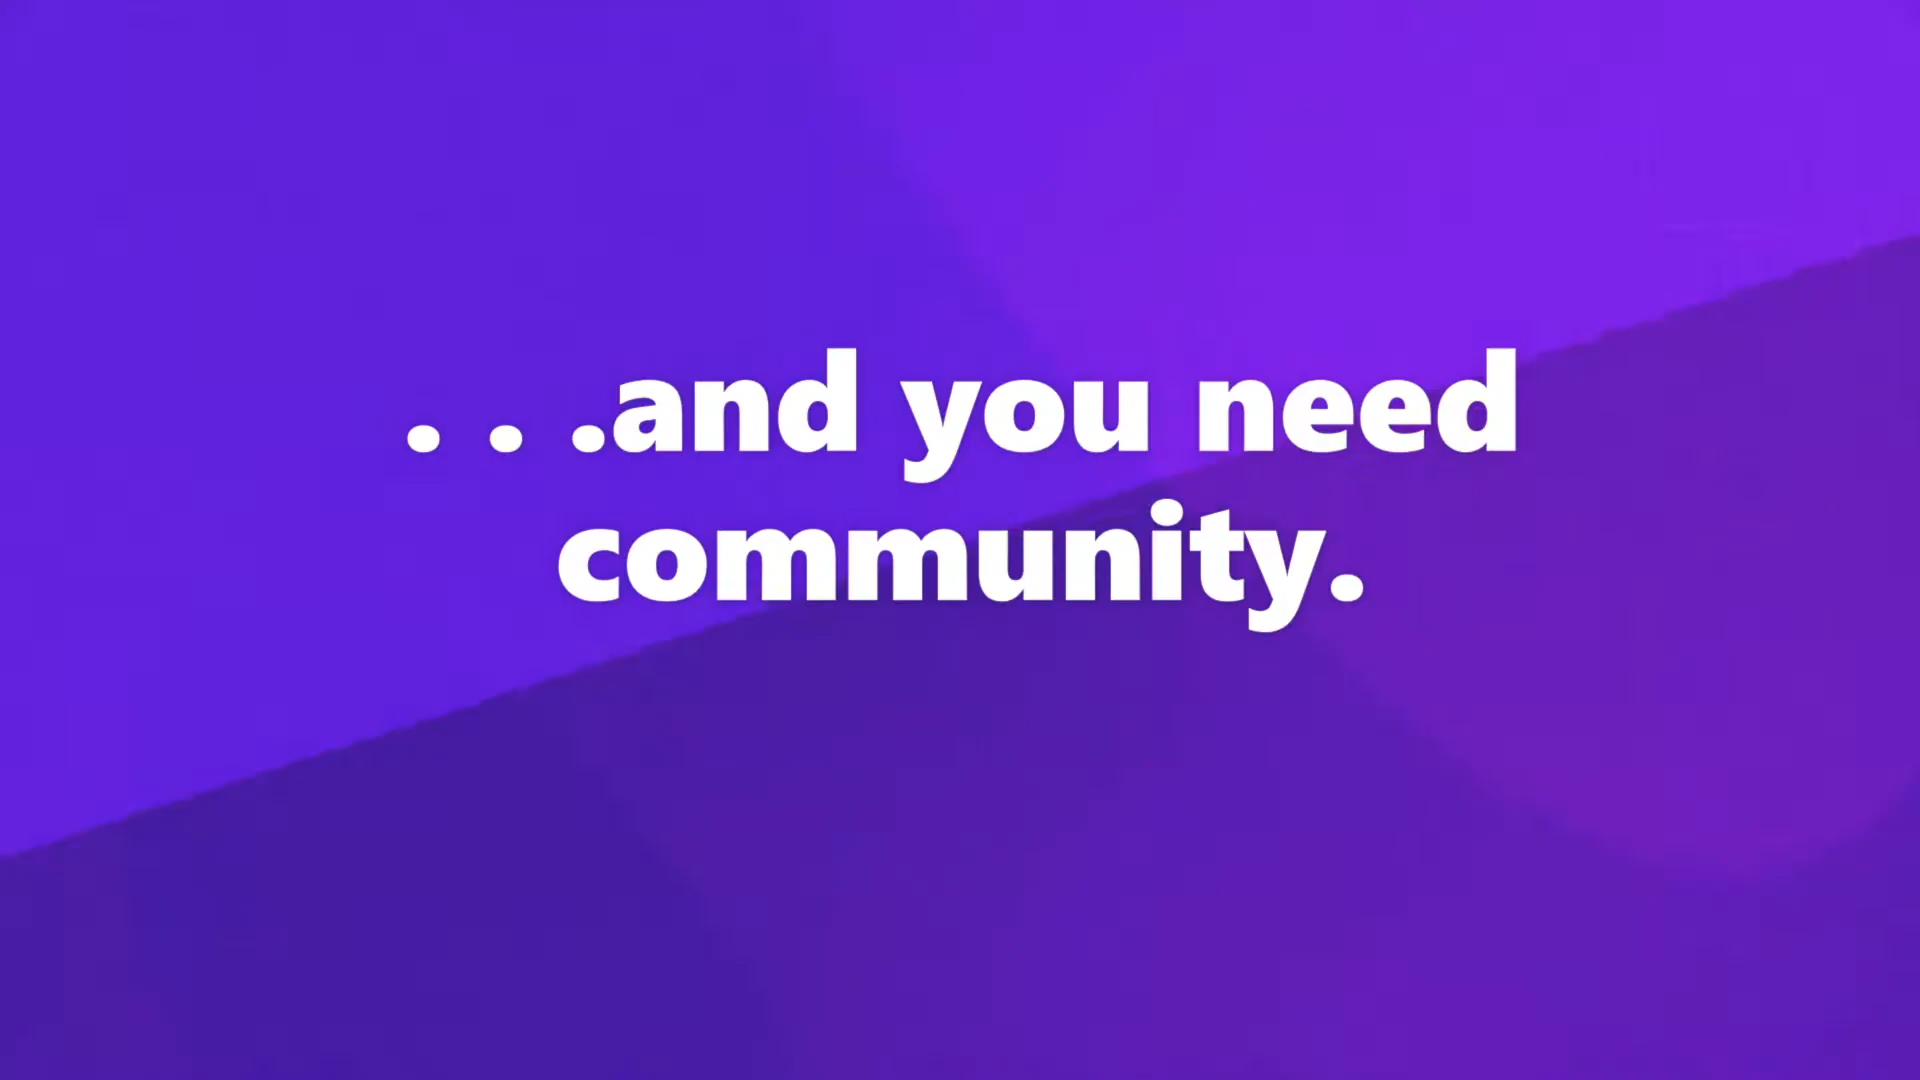 . . .and you need
community.